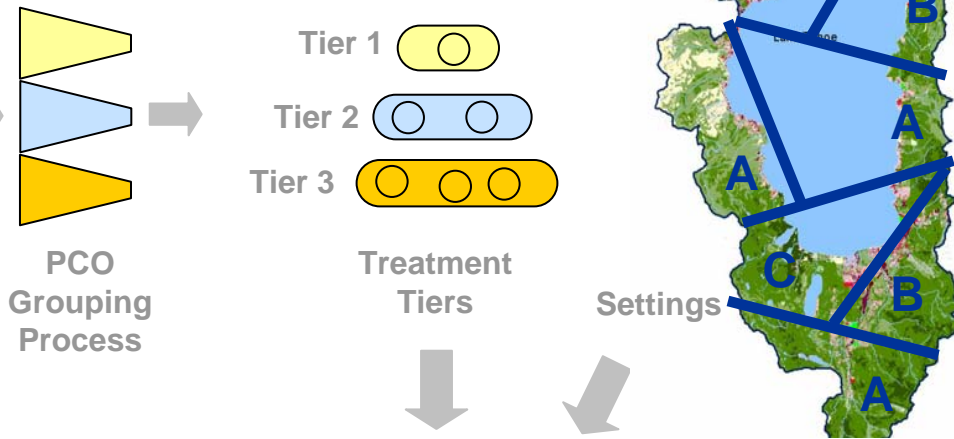 Tier 1
Tier 2
Tier 3
PCO
Grouping
Process
Treatment
Tiers
Settings
B
A
A
C
B
A